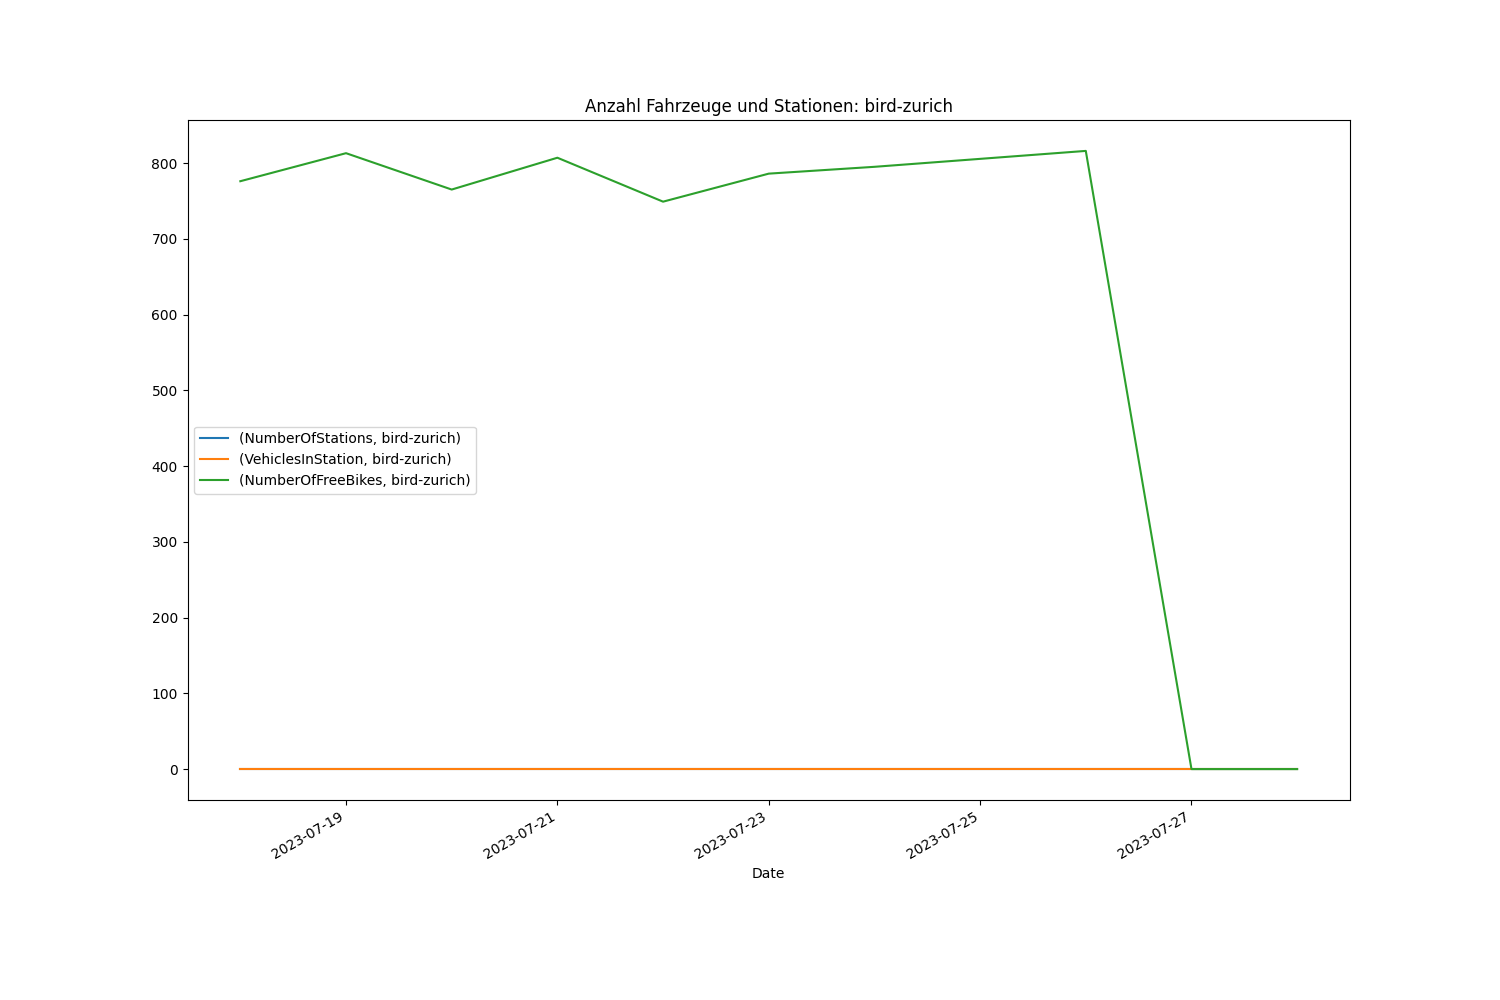 Anzahl Fahrzeuge und Stationen: bird-zurich
800
700
600
500
400
300
200
100
0
(NumberOfStations, bird-zurich)
(VehiclesInStation, bird-zurich)
(NumberOfFreeBikes, bird-zurich)
2023-07-19
2023-07-21
2023-07-23
2023-07-25
2023-07-27
Date